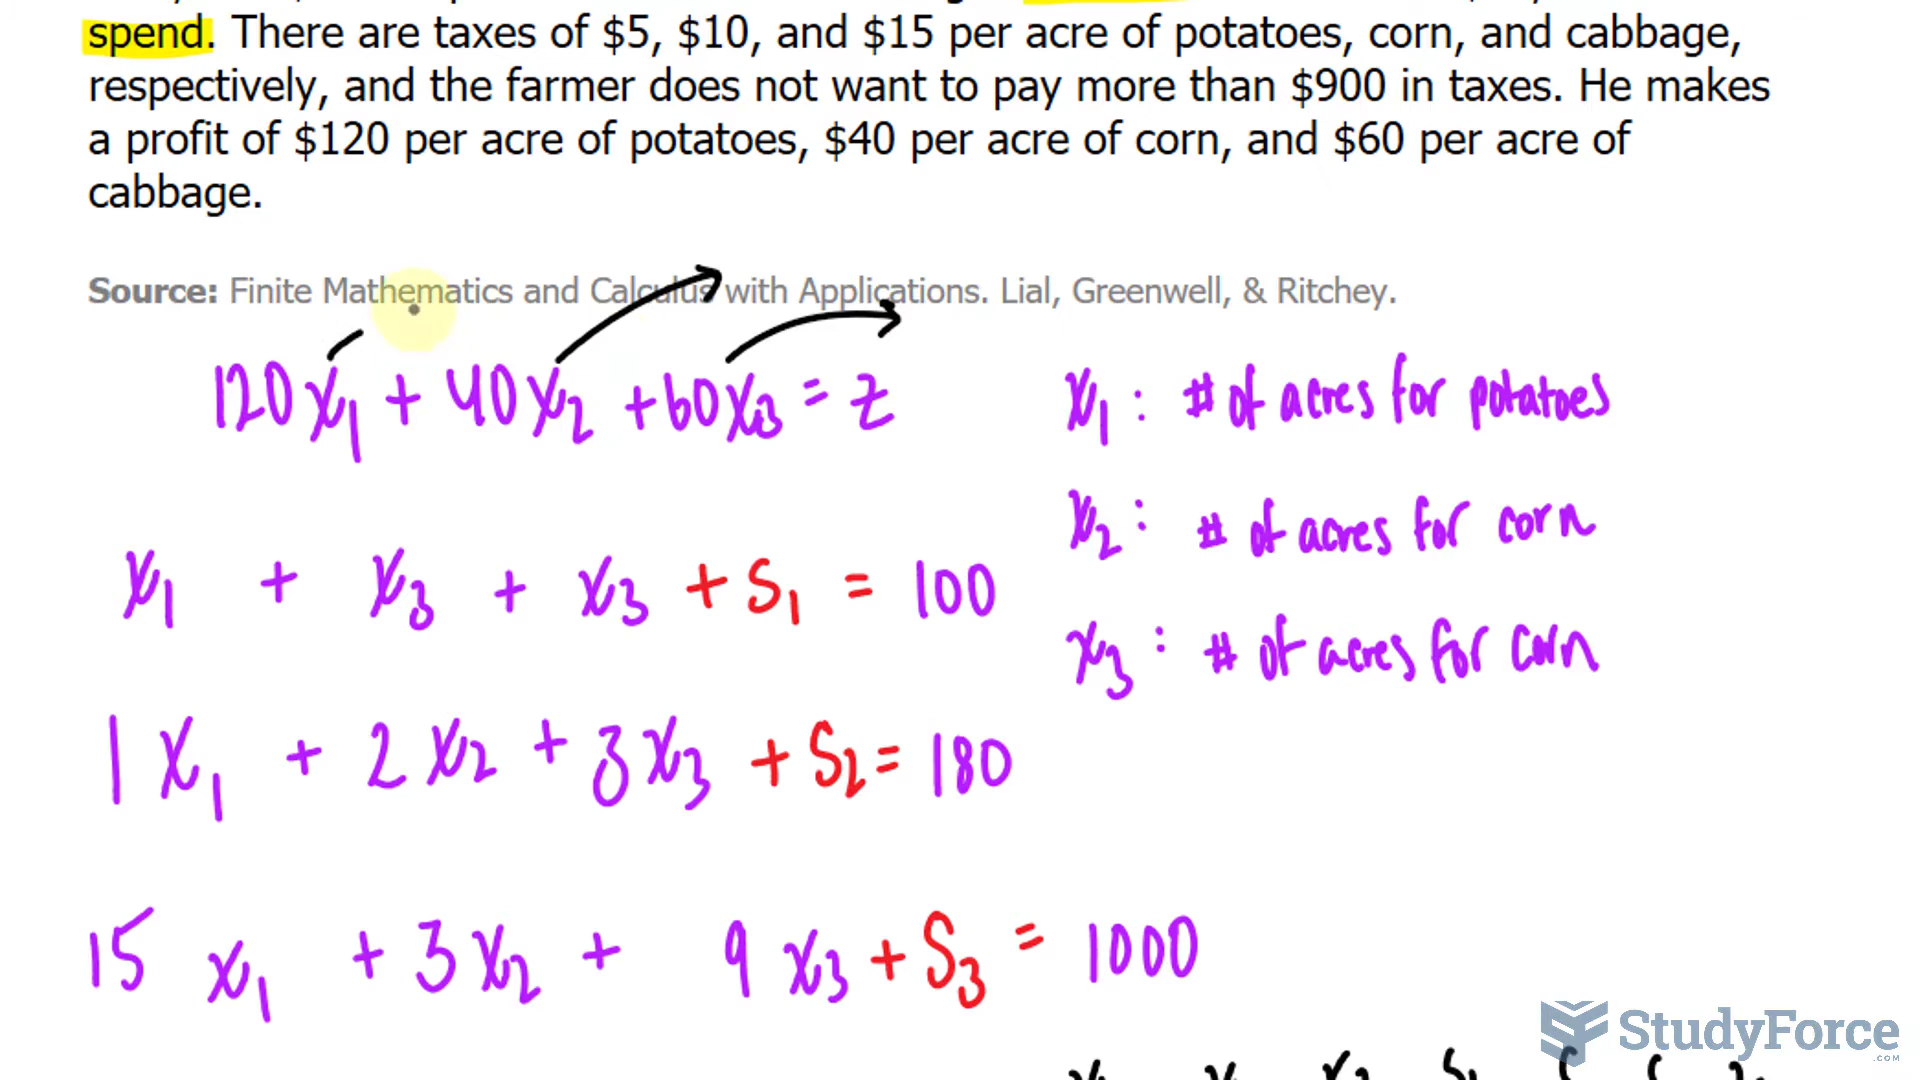 spend. There are taxes of $5, $10, and $15 per acre of potatoes, corn, and cabbage,
respectively, and the farmer does not want to pay more than $900 in taxes. He makes
a profit of $120 per acre of potatoes, $40 per acre of corn, and $60 per acre of
cabbage.
Source: Finite Mathematics and Calculus with Applications. Lial, Greenwell, & Ritchey.
120x₁ + 40x₂ + 60x₃ = z
x₁ : # of acres for potatoes
x₂ : # of acres for corn
x₃ : # of acres for corn
x₁ + x₃ + x₃ + S₁ = 100
1x₁ + 2x₂ + 3x₃ + S₂ = 180
15x₁ + 3x₂ + 9x₃ + S₃ = 1000
StudyForce
.COM